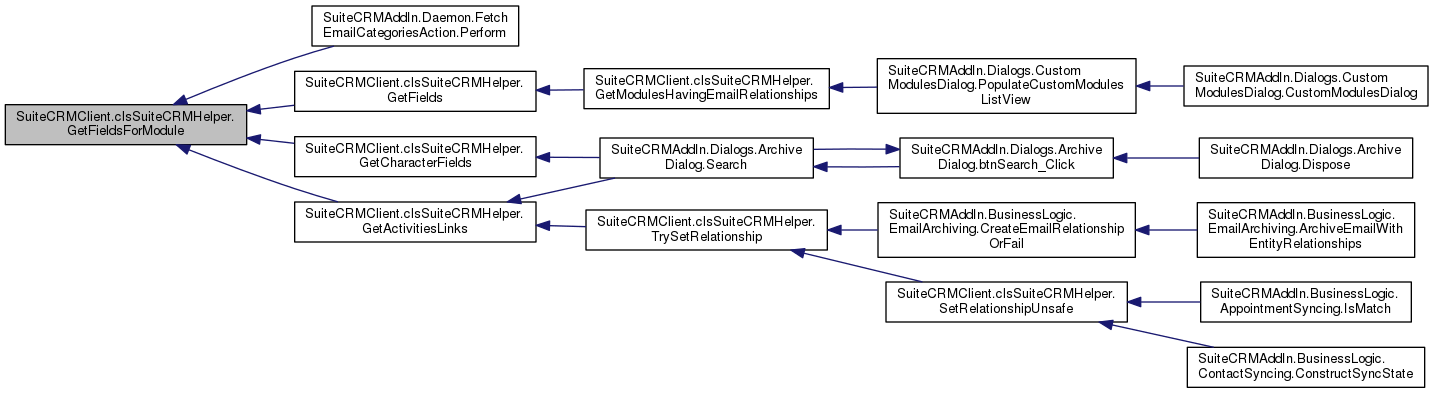 SuiteCRMAddIn.Daemon.Fetch
EmailCategoriesAction.Perform
SuiteCRMClient.clsSuiteCRMHelper.
GetFieldsForModule
SuiteCRMClient.clsSuiteCRMHelper.
GetFields
SuiteCRMClient.clsSuiteCRMHelper.
GetModulesHavingEmailRelationships
SuiteCRMAddIn.Dialogs.Custom
ModulesDialog.PopulateCustomModules
ListView
SuiteCRMAddIn.Dialogs.Custom
ModulesDialog.CustomModulesDialog
SuiteCRMClient.clsSuiteCRMHelper.
GetCharacterFields
SuiteCRMAddIn.Dialogs.Archive
Dialog.Search
SuiteCRMAddIn.Dialogs.Archive
Dialog.btnSearch_Click
SuiteCRMAddIn.Dialogs.Archive
Dialog.Dispose
SuiteCRMClient.clsSuiteCRMHelper.
GetActivitiesLinks
SuiteCRMClient.clsSuiteCRMHelper.
TrySetRelationship
SuiteCRMAddIn.BusinessLogic.
EmailArchiving.CreateEmailRelationship
OrFail
SuiteCRMAddIn.BusinessLogic.
EmailArchiving.ArchiveEmailWith
EntityRelationships
SuiteCRMClient.clsSuiteCRMHelper.
SetRelationshipUnsafe
SuiteCRMAddIn.BusinessLogic.
AppointmentSyncing.IsMatch
SuiteCRMAddIn.BusinessLogic.
ContactSyncing.ConstructSyncState